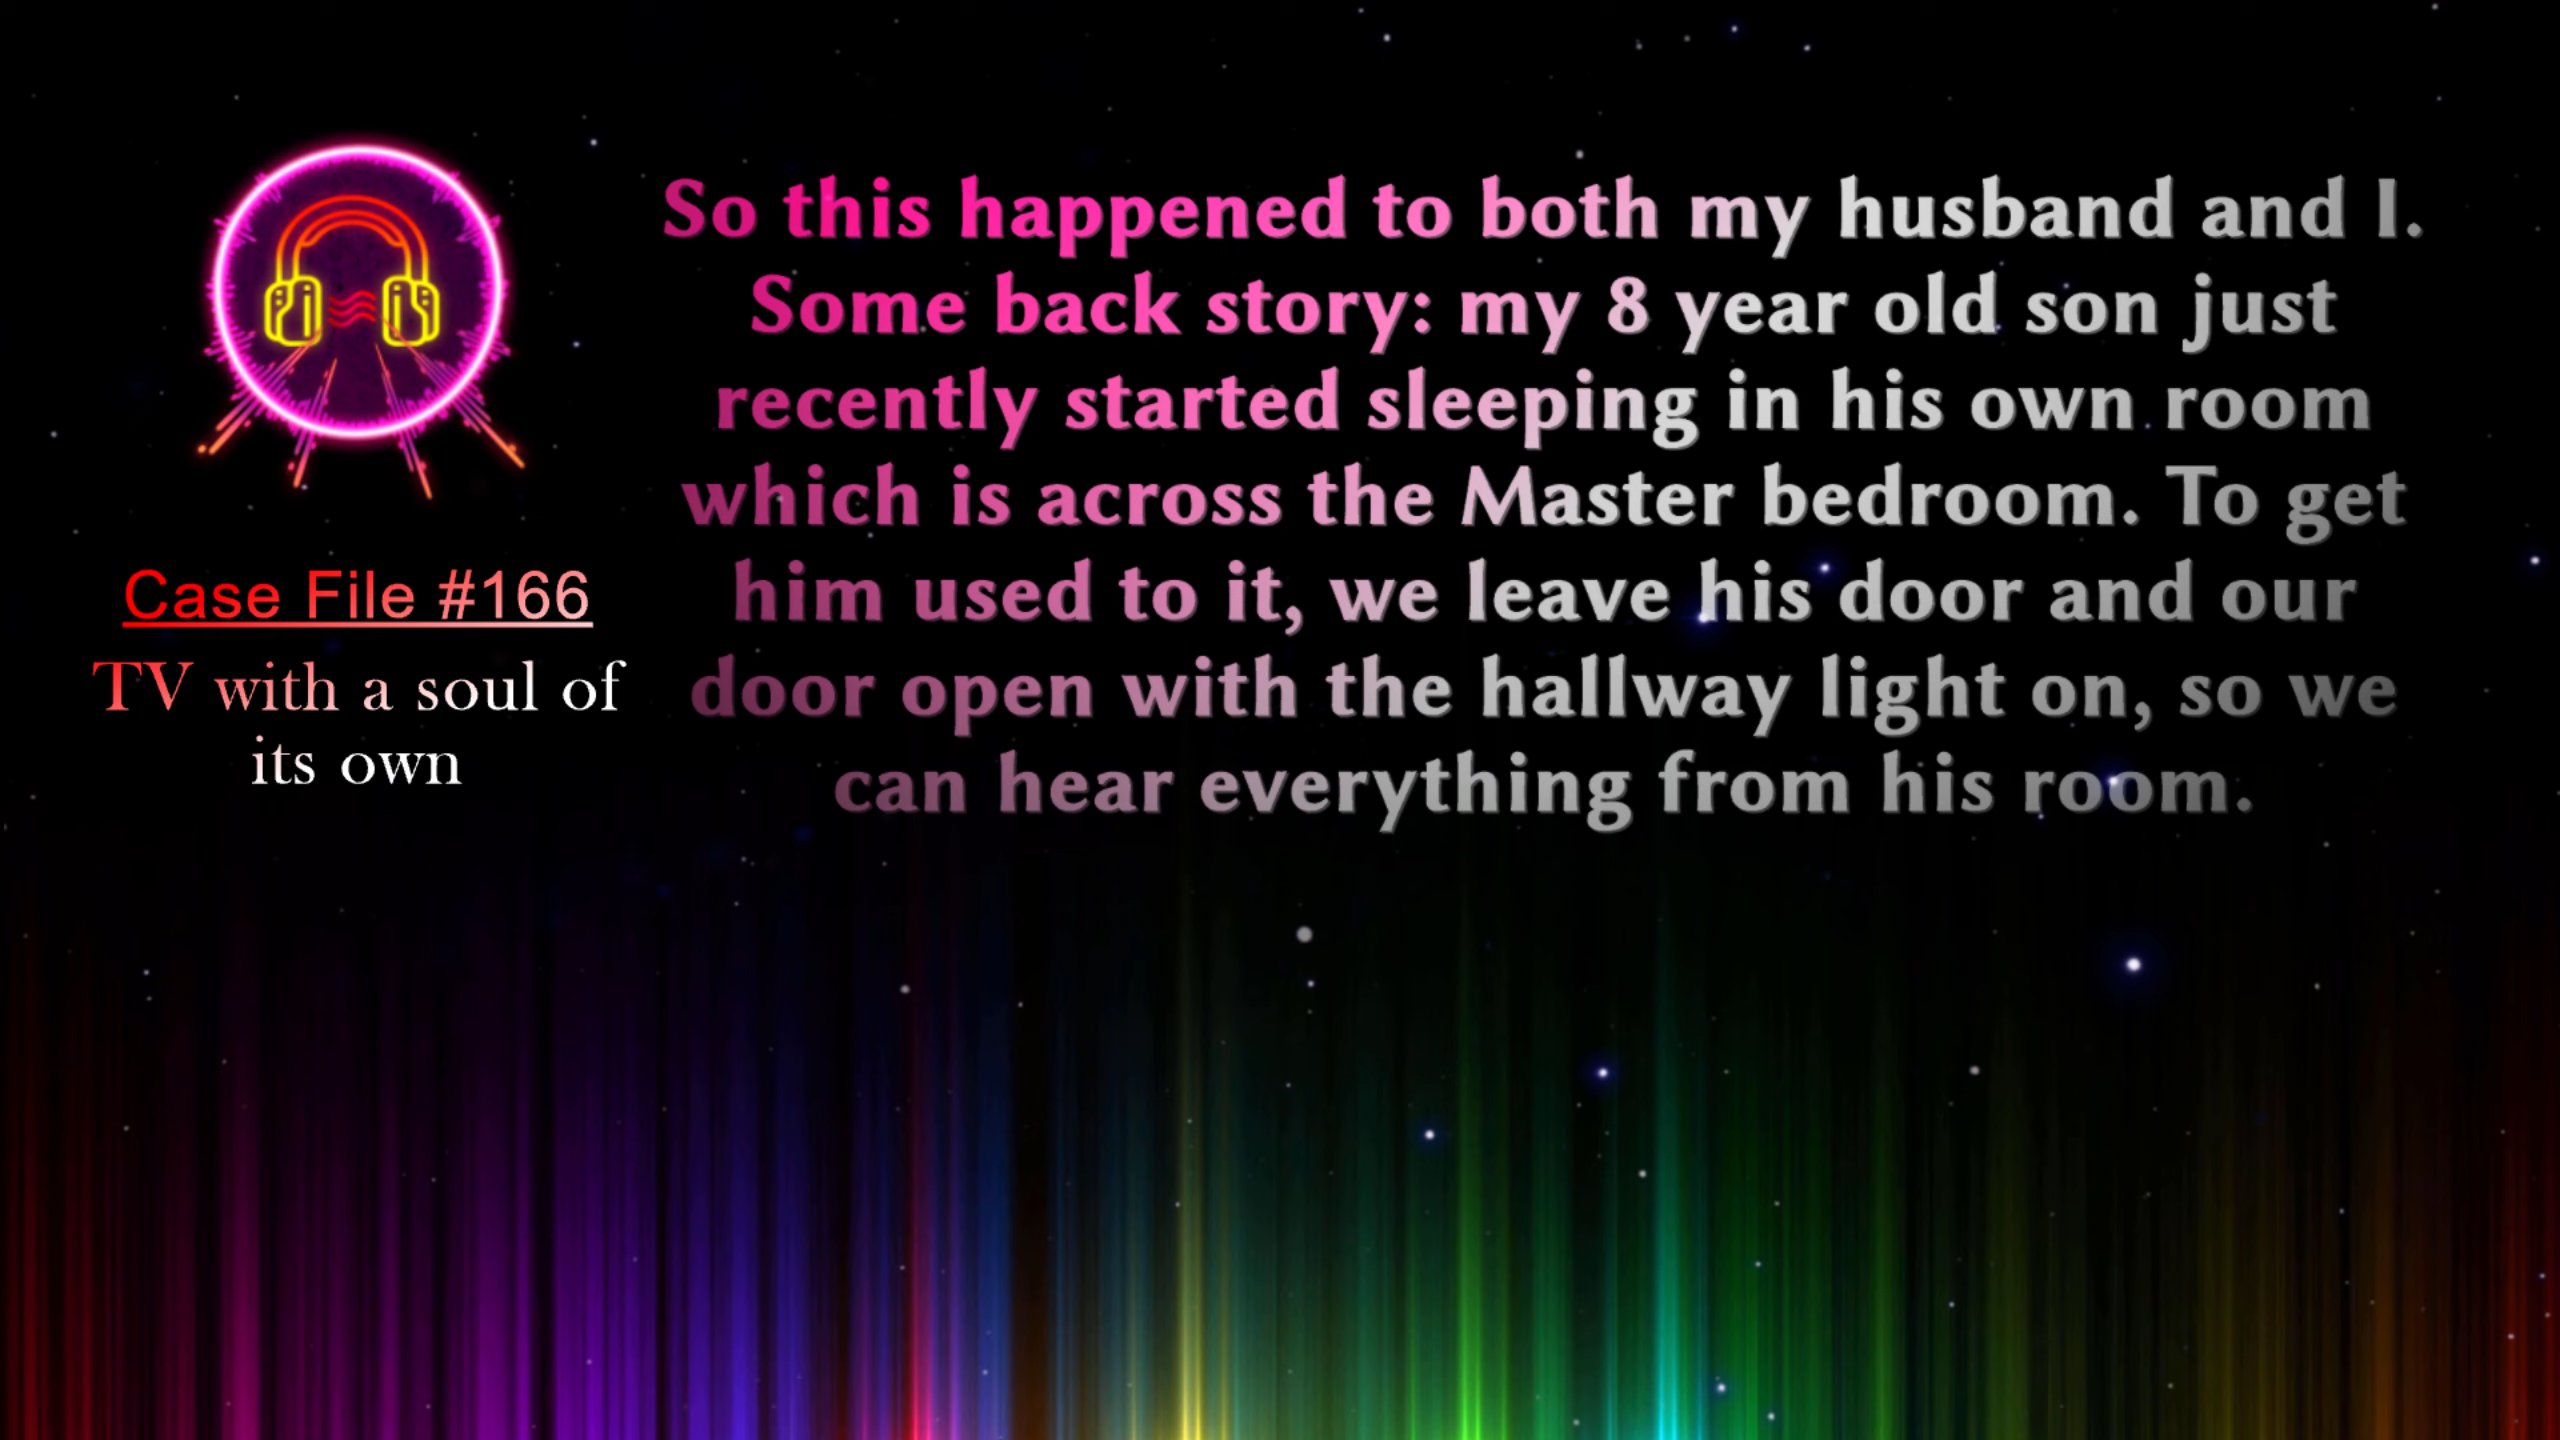 Case File #166
TV with a soul of
its own
So this happened to both my husband and I.
Some back story: my 8 year old son just
recently started sleeping in his own room
which is across the Master bedroom. To get
him used to it, we leave his door and our
door open with the hallway light on, so we
can hear everything from his room.